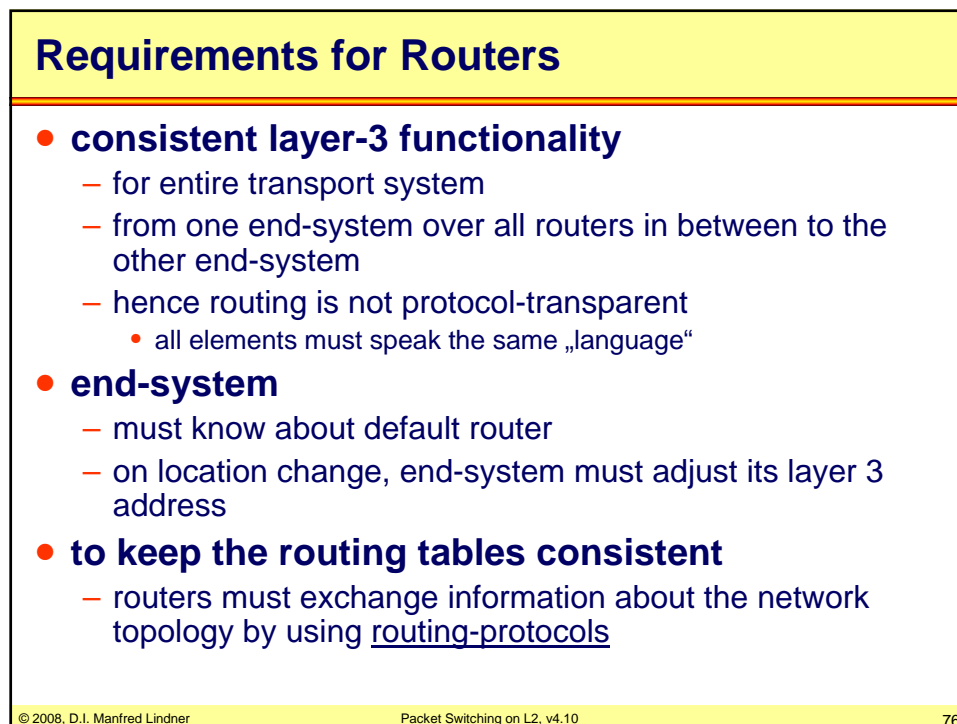 Requirements for Routers
• consistent layer-3 functionality
– for entire transport system
– from one end-system over all routers in between to the
other end-system
– hence routing is not protocol-transparent
• all elements must speak the same „language“
• end-system
– must know about default router
– on location change, end-system must adjust its layer 3
address
• to keep the routing tables consistent
– routers must exchange information about the network
topology by using routing-protocols
© 2008, D.I. Manfred Lindner Packet Switching on L2, v4.10 76